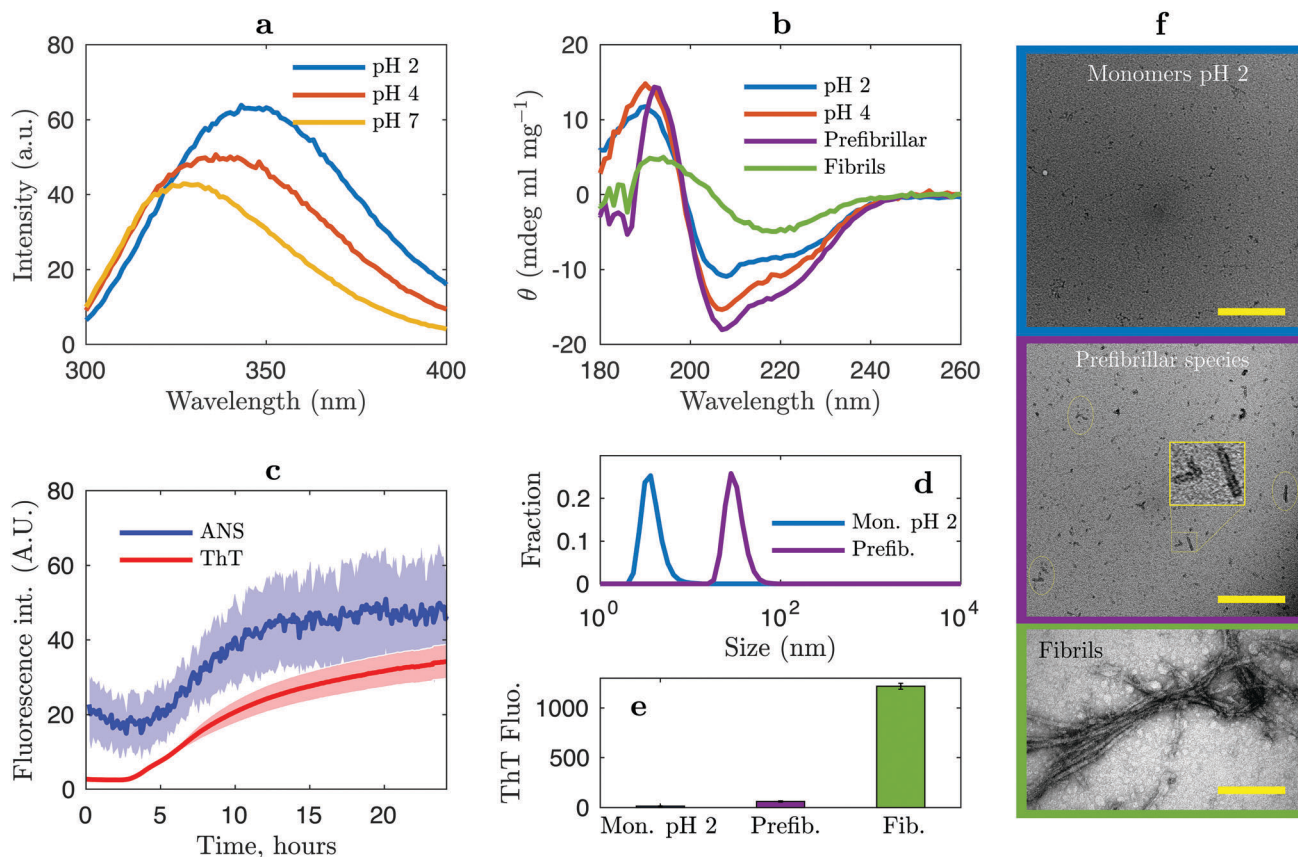 a
80
60
40
20
0
Intensity (a.u.)
pH 2
pH 4
pH 7
300
350
400
Wavelength (nm)
b
20
10
0
-10
-20
θ (mdeg ml mg⁻¹)
pH 2
pH 4
Prefibrillar
Fibrils
180
200
220
240
260
Wavelength (nm)
c
80
60
40
20
0
Fluorescence int. (A.U.)
ANS
ThT
0
5
10
15
20
Time, hours
d
0.2
0.1
0
Fraction
Mon. pH 2
Prefib.
10⁰
10²
10⁴
Size (nm)
e
1000
500
0
ThT Fluo.
Mon. pH 2
Prefib.
Fib.
f
Monomers pH 2
Prefibrillar species
Fibrils